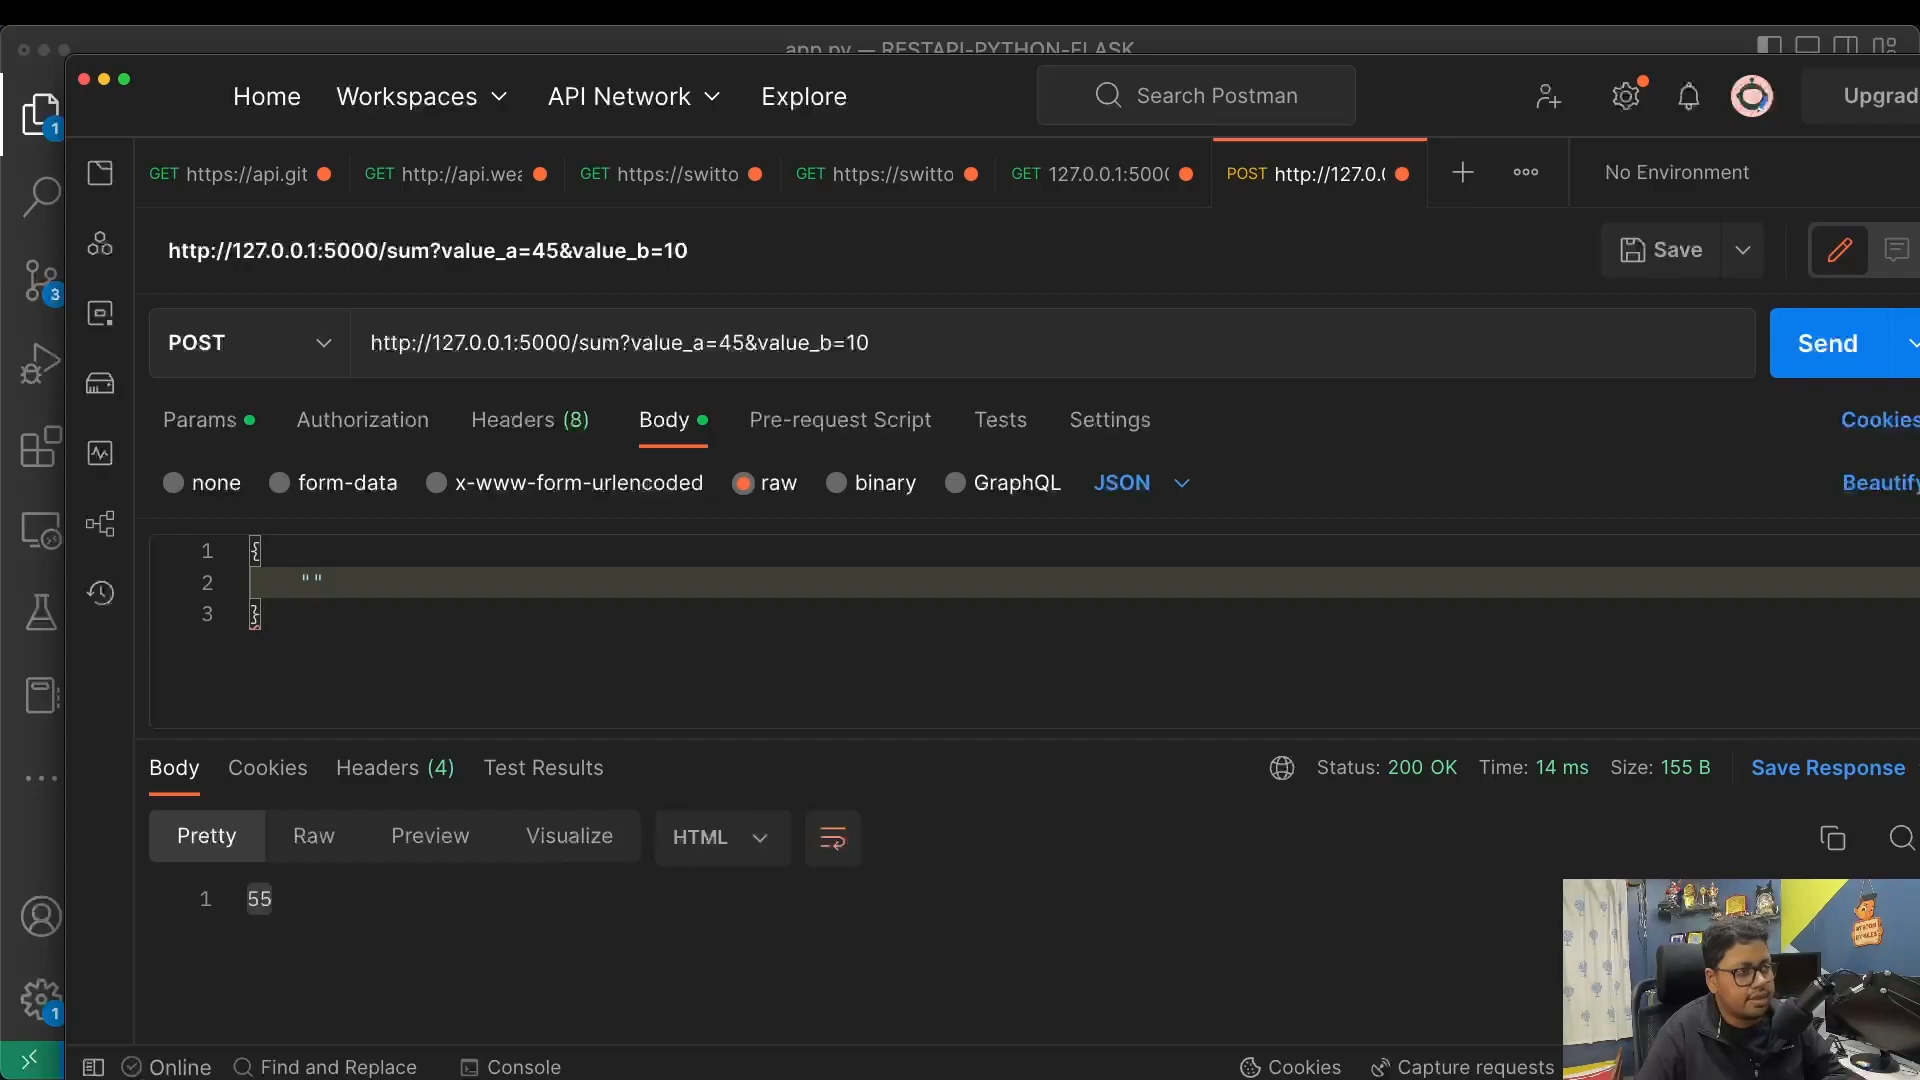 app.py — RESTAPI-PYTHON-FLASK
Home Workspaces API Network Explore Search Postman Upgrad
GET https://api.git GET http://api.wea GET https://switto GET https://switto GET 127.0.0.1:5000 POST http://127.0.( No Environment
http://127.0.0.1:5000/sum?value_a=45&value_b=10 Save
POST http://127.0.0.1:5000/sum?value_a=45&value_b=10 Send
Params Authorization Headers (8) Body Pre-request Script Tests Settings Cookies
none form-data x-www-form-urlencoded raw binary GraphQL JSON Beautify
1 {
2 ""
3 }
Body Cookies Headers (4) Test Results Status: 200 OK Time: 14 ms Size: 155 B Save Response
Pretty Raw Preview Visualize HTML
1 55
Online Find and Replace Console Cookies Capture requests
1
3
1